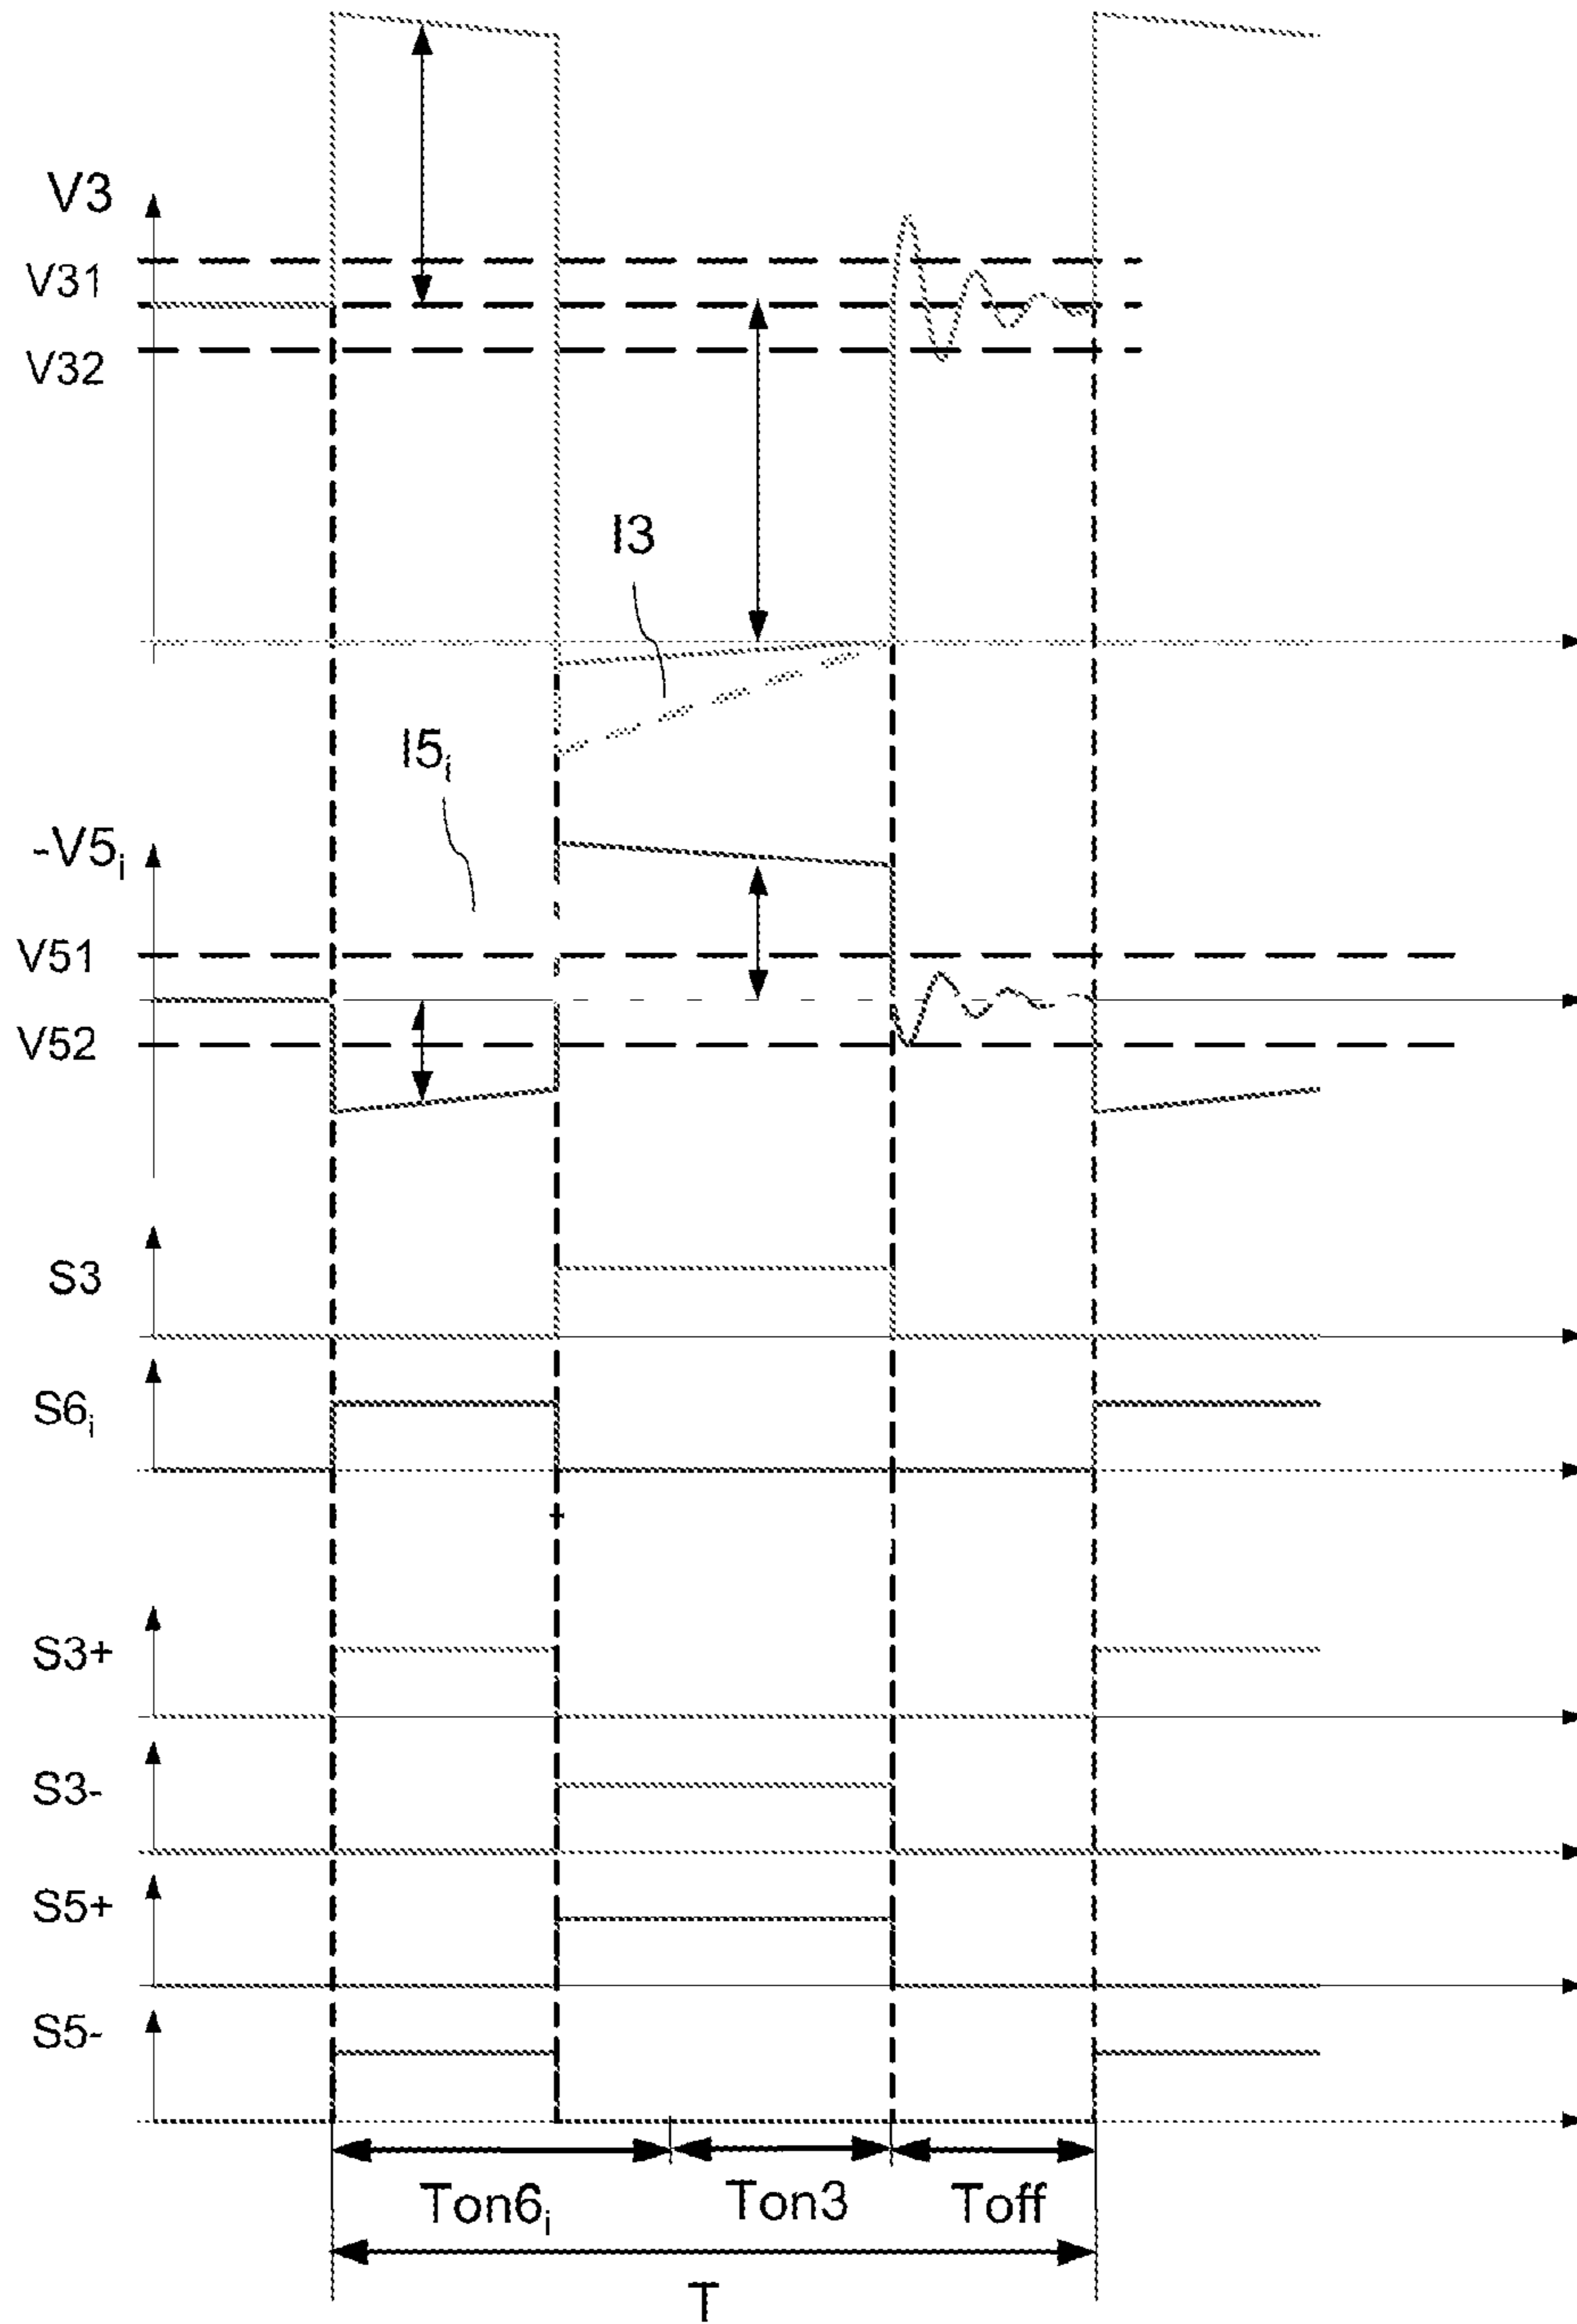 V3
V31
V32
I3
I5i
-V5i
V51
V52
S3
S6i
S3+
S3-
S5+
S5-
Ton6i Ton3 Toff
T